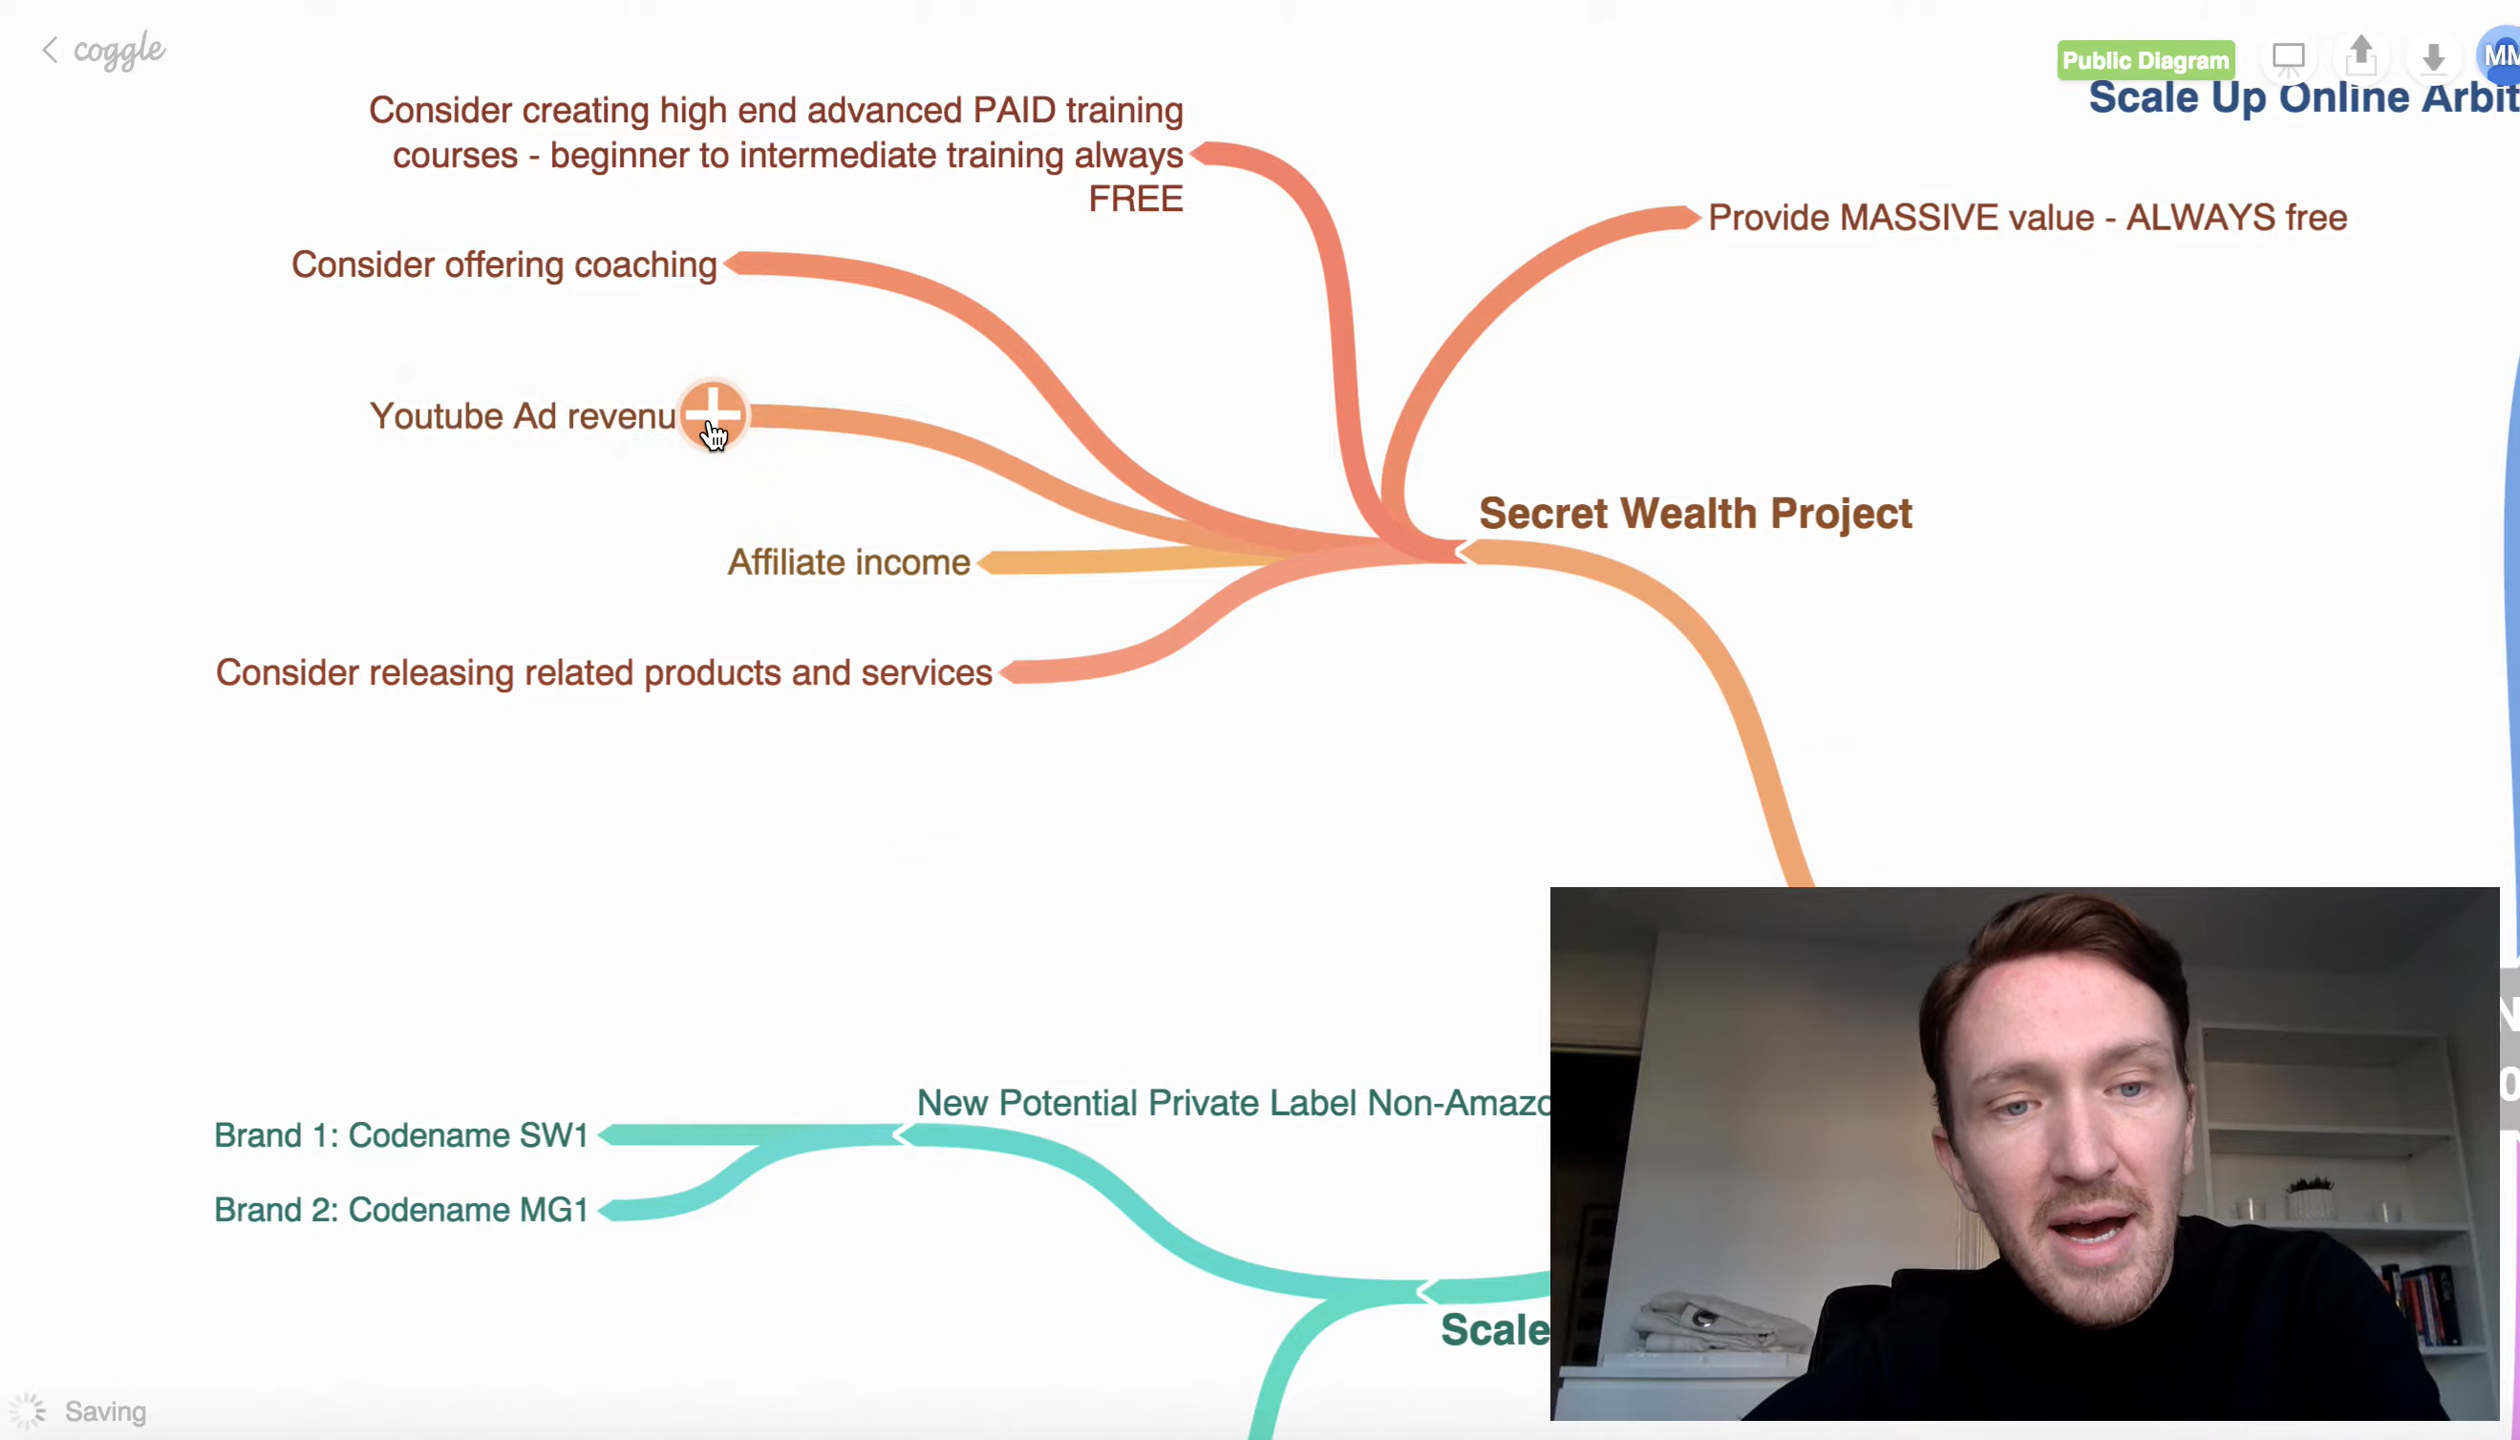 coggle
Public Diagram
MM
Scale Up Online Arbit
Consider creating high end advanced PAID training
courses - beginner to intermediate training always
FREE
Provide MASSIVE value - ALWAYS free
Consider offering coaching
Youtube Ad revenu
Secret Wealth Project
Affiliate income
Consider releasing related products and services
New Potential Private Label Non-Amazo
Brand 1: Codename SW1
Brand 2: Codename MG1
Scale
Saving